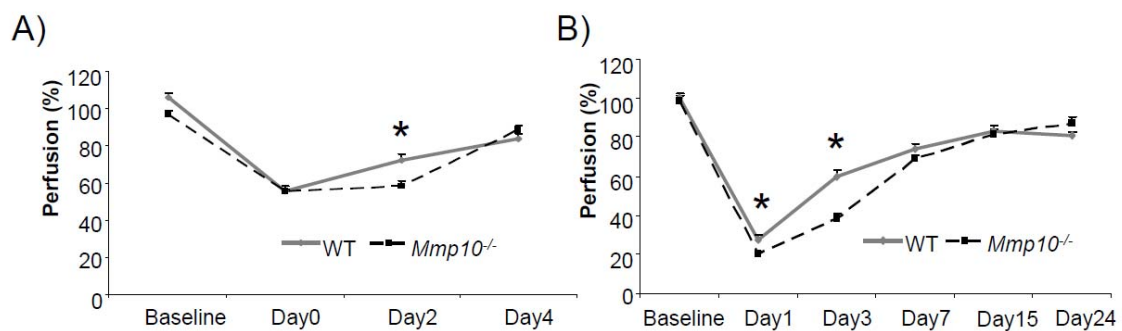 A)
Perfusion (%)
120
100
80
60
40
20
0
*
WT Mmp10-/-
Baseline Day0 Day2 Day4
B)
Perfusion (%)
120
100
80
60
40
20
0
*
*
WT Mmp10-/-
Baseline Day1 Day3 Day7 Day15 Day24